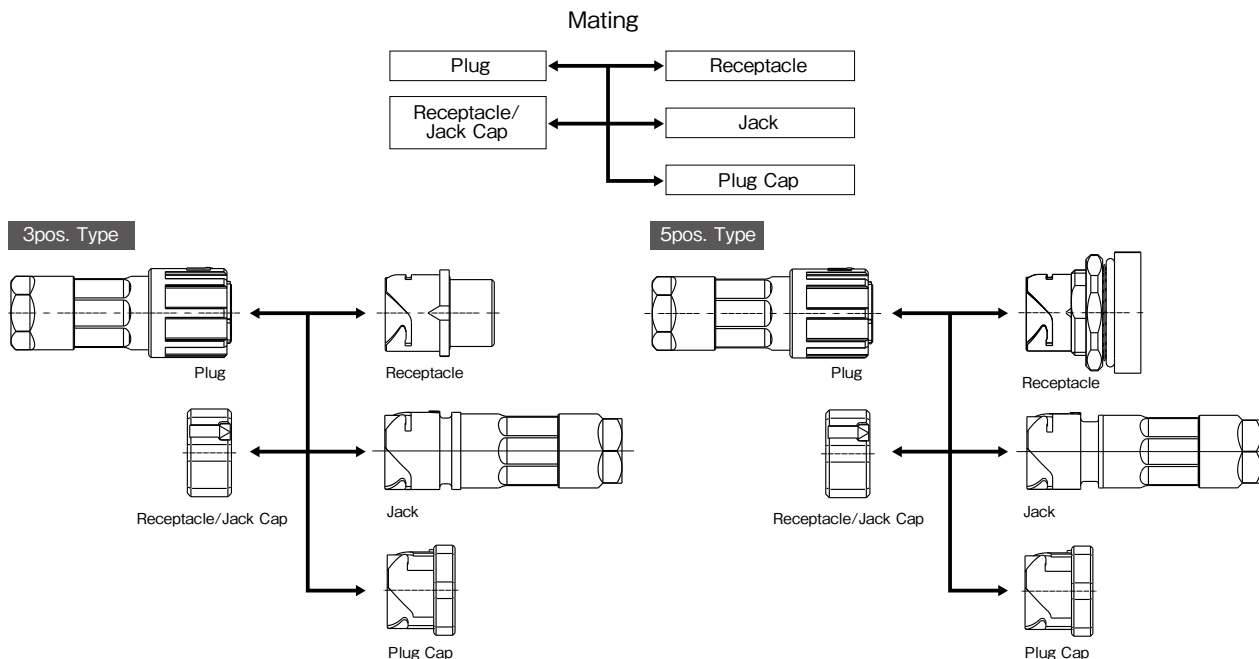 Mating
Plug
Receptacle
Receptacle/
Jack Cap
Jack
Plug Cap
3pos. Type
5pos. Type
Plug
Receptacle
Receptacle/Jack Cap
Jack
Plug Cap
Plug
Receptacle
Receptacle/Jack Cap
Jack
Plug Cap